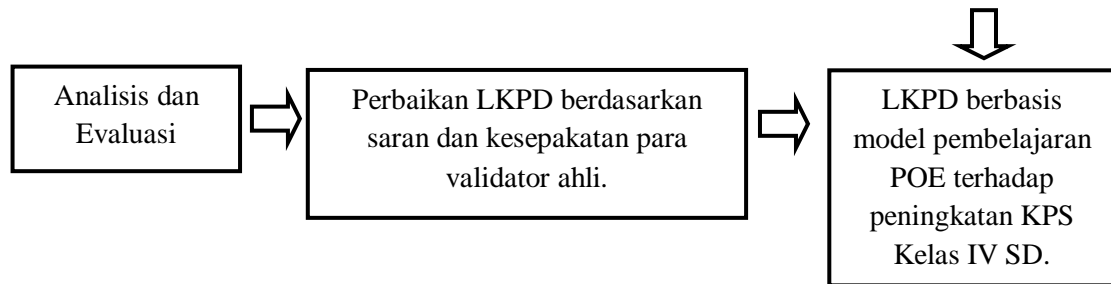 Analisis dan
Evaluasi
Perbaikan LKPD berdasarkan
saran dan kesepakatan para
validator ahli.
LKPD berbasis
model pembelajaran
POE terhadap
peningkatan KPS
Kelas IV SD.